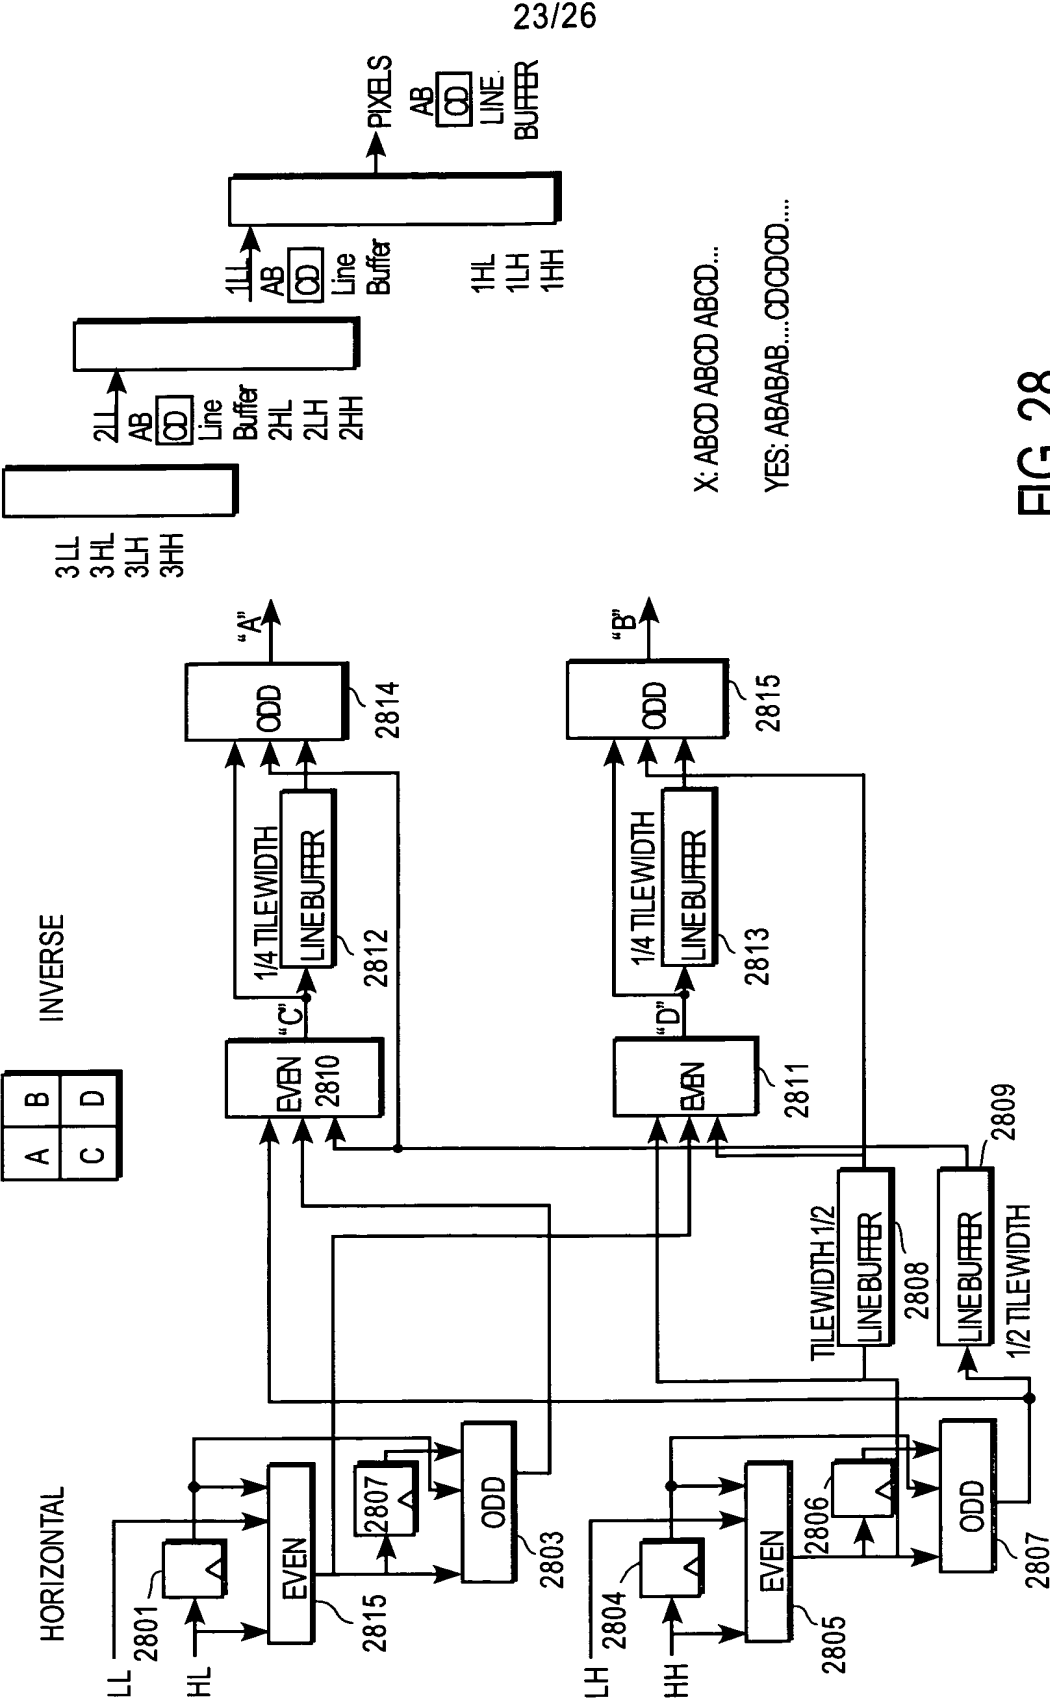 23/26
HORIZONTAL
INVERSE
A B
C D
LL
HL
2801
EVEN
2815
2807
ODD
2803
LH
HH
2804
EVEN
2805
2806
ODD
2807
TILEWIDTH 1/2
LINEBUFFER
2808
LINEBUFFER
2809
1/2 TILEWIDTH
EVEN
2810
"C"
1/4 TILEWIDTH
LINEBUFFER
2812
ODD
2814
"A"
EVEN
2811
"D"
1/4 TILEWIDTH
LINEBUFFER
2813
ODD
2815
"B"
3LL
3HL
3LH
3HH
2LL
AB
CD
Line
Buffer
2HL
2LH
2HH
1LL
AB
CD
Line
Buffer
1HL
1LH
1HH
PIXELS
AB
CD
LINE
BUFFER
X: ABCD ABCD ABCD...
YES: ABABAB....CDCDCD....
FIG. 28